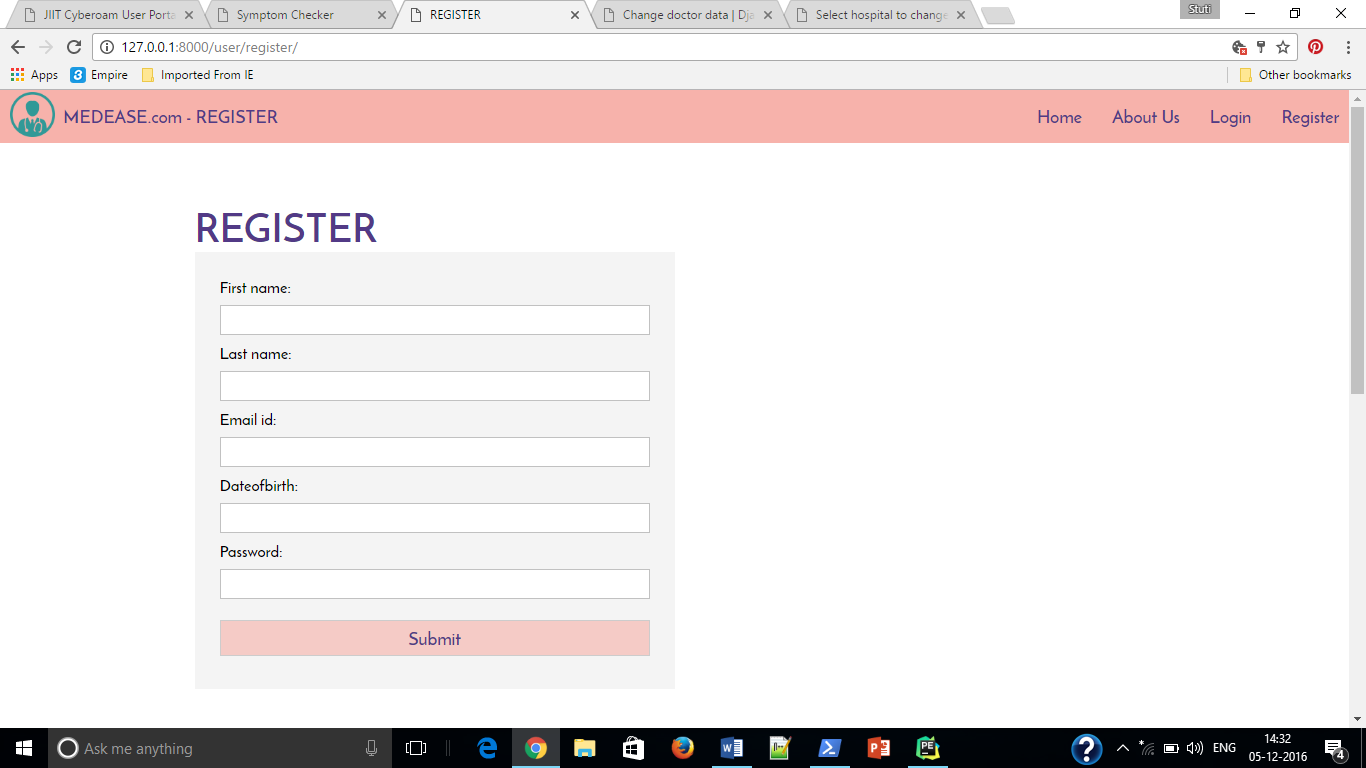 JIIT Cyberoam User Porta
Symptom Checker
REGISTER
Change doctor data | Dja
Select hospital to change
Stuti
127.0.0.1:8000/user/register/
Apps
Empire
Imported From IE
Other bookmarks
MEDEASE.com - REGISTER
Home
About Us
Login
Register
REGISTER
First name:
Last name:
Email id:
Dateofbirth:
Password:
Submit
Ask me anything
ENG
14:32
05-12-2016
4